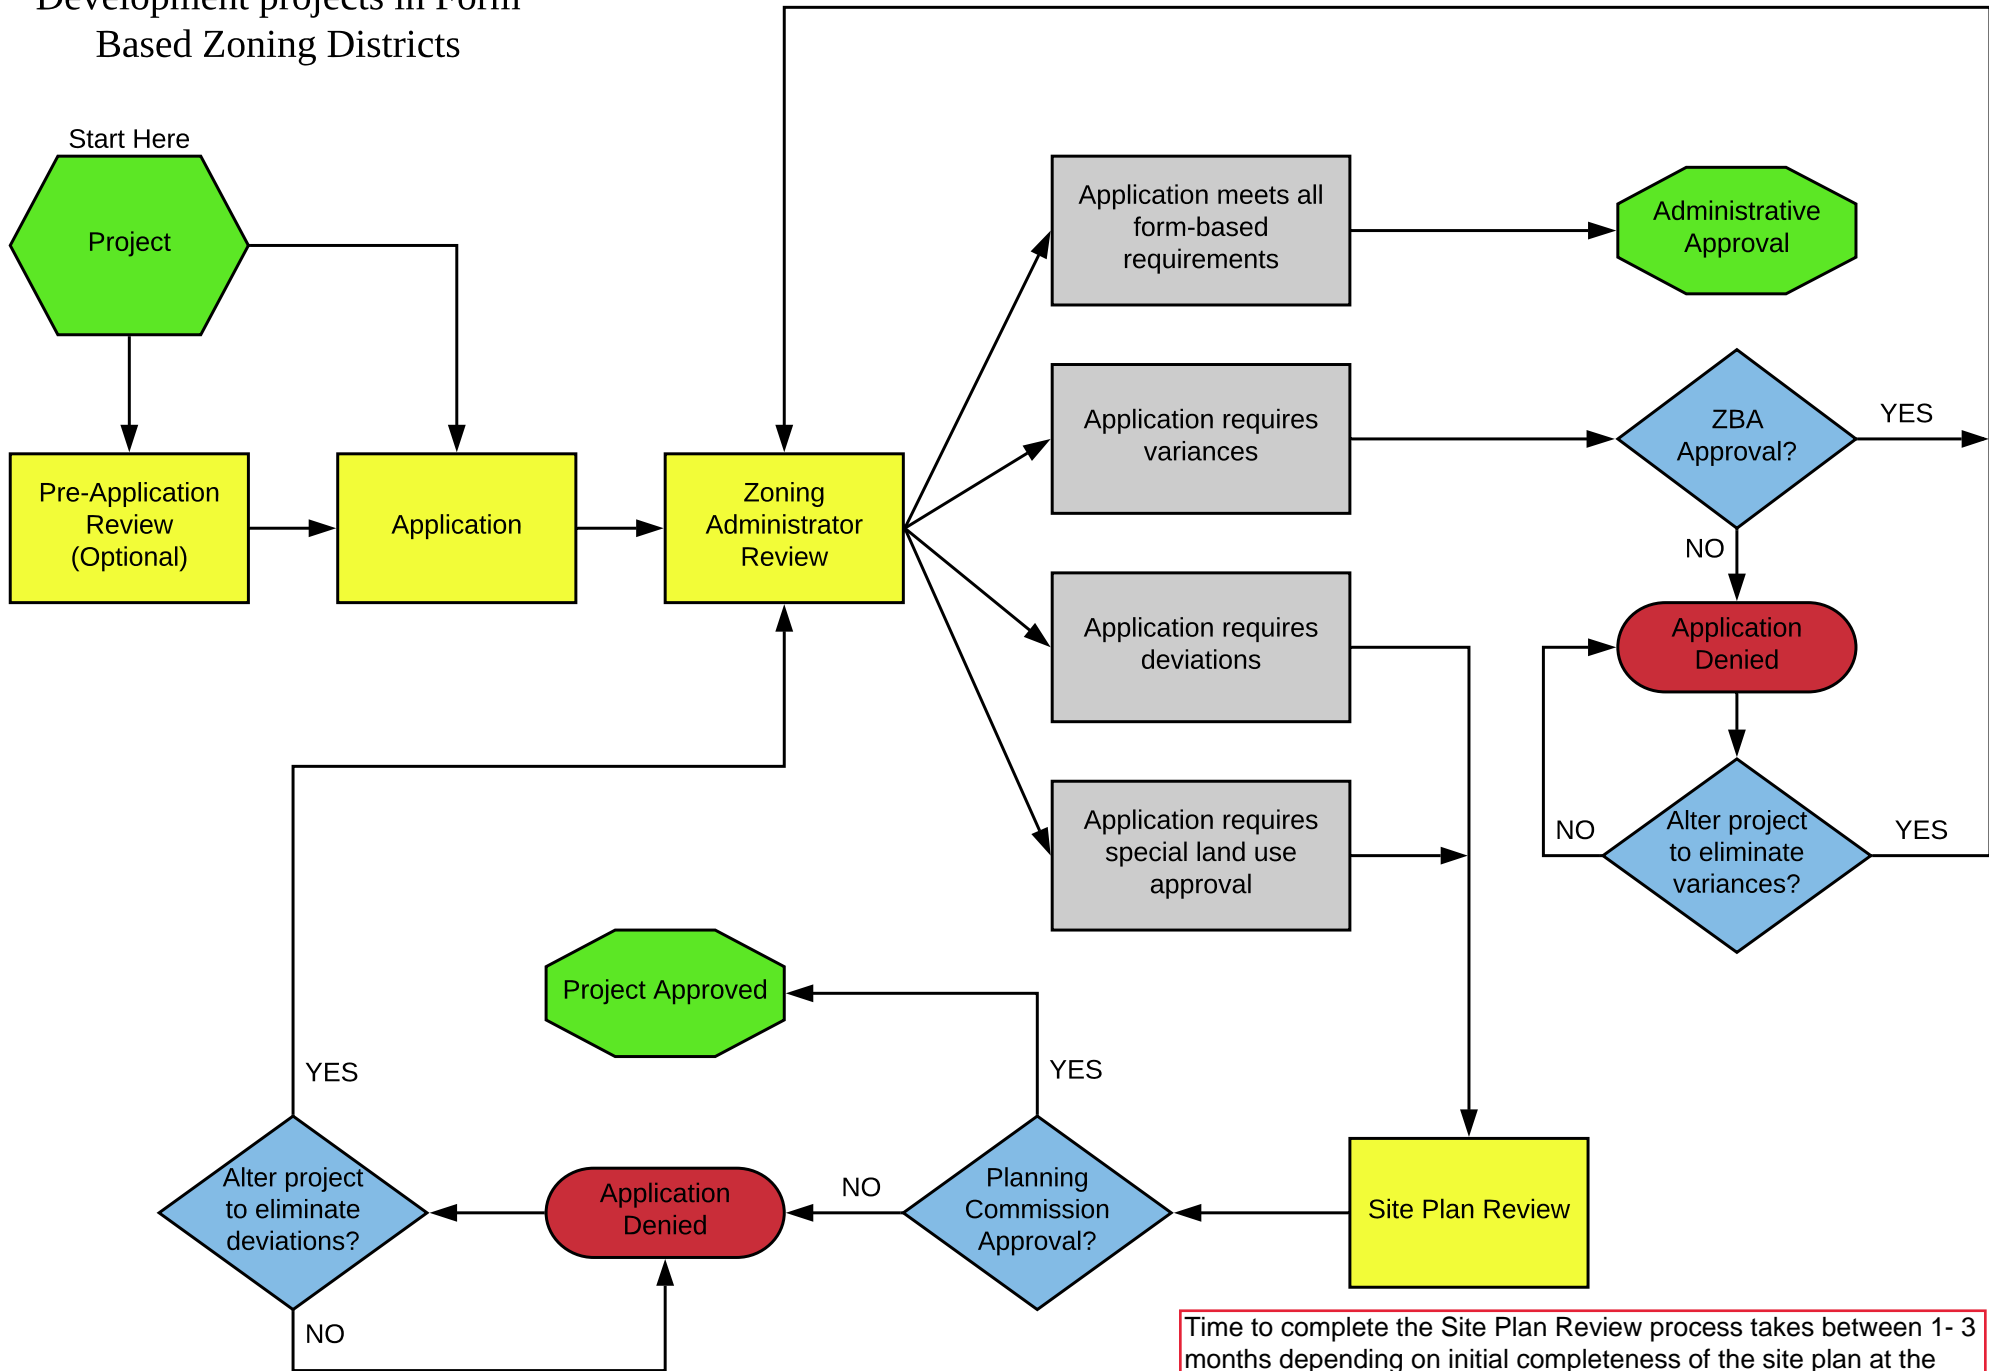 Development projects in Form
Based Zoning Districts
Start Here
Project
Pre-Application
Review
(Optional)
Application
Zoning
Administrator
Review
Application meets all
form-based
requirements
Administrative
Approval
Application requires
variances
ZBA
Approval?
YES
NO
Application
Denied
Application requires
deviations
Alter project
to eliminate
variances?
NO
YES
Application requires
special land use
approval
Project Approved
YES
YES
Alter project
to eliminate
deviations?
NO
Application
Denied
NO
Planning
Commission
Approval?
Site Plan Review
Time to complete the Site Plan Review process takes between 1- 3
months depending on initial completeness of the site plan at the